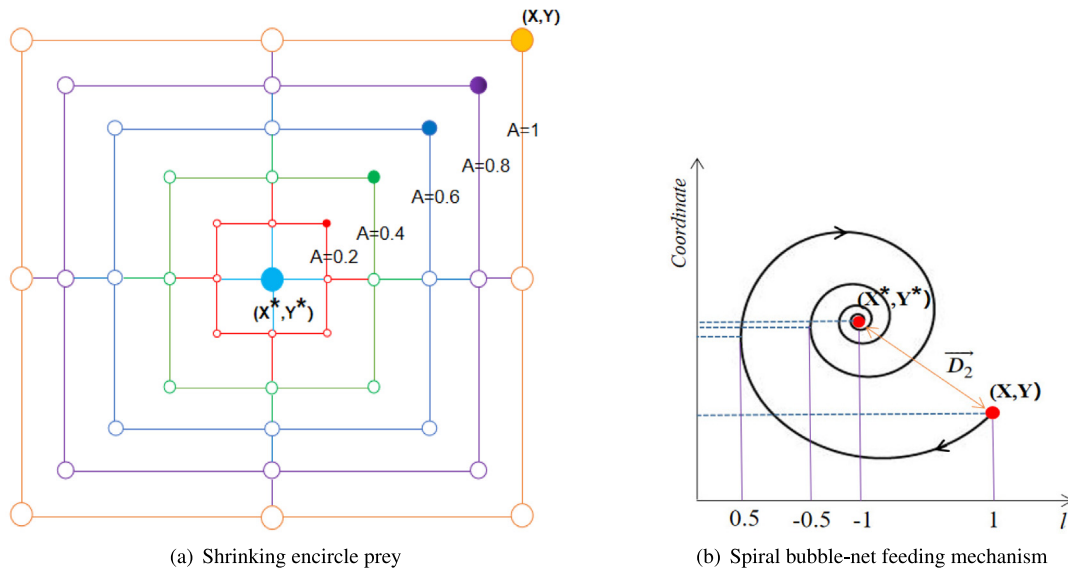 (X,Y)
A=1
A=0.8
A=0.6
A=0.4
A=0.2
(X*,Y*)
(a) Shrinking encircle prey
Coordinate
(X*,Y*)
D₂
(X,Y)
0.5 -0.5 -1 1 l
(b) Spiral bubble-net feeding mechanism